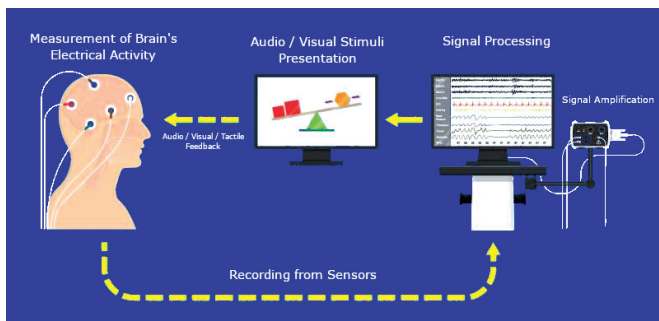 Measurement of Brain's
Electrical Activity
Audio / Visual Stimuli
Presentation
Signal Processing
Signal Amplification
Audio / Visual / Tactile
Feedback
Recording from Sensors